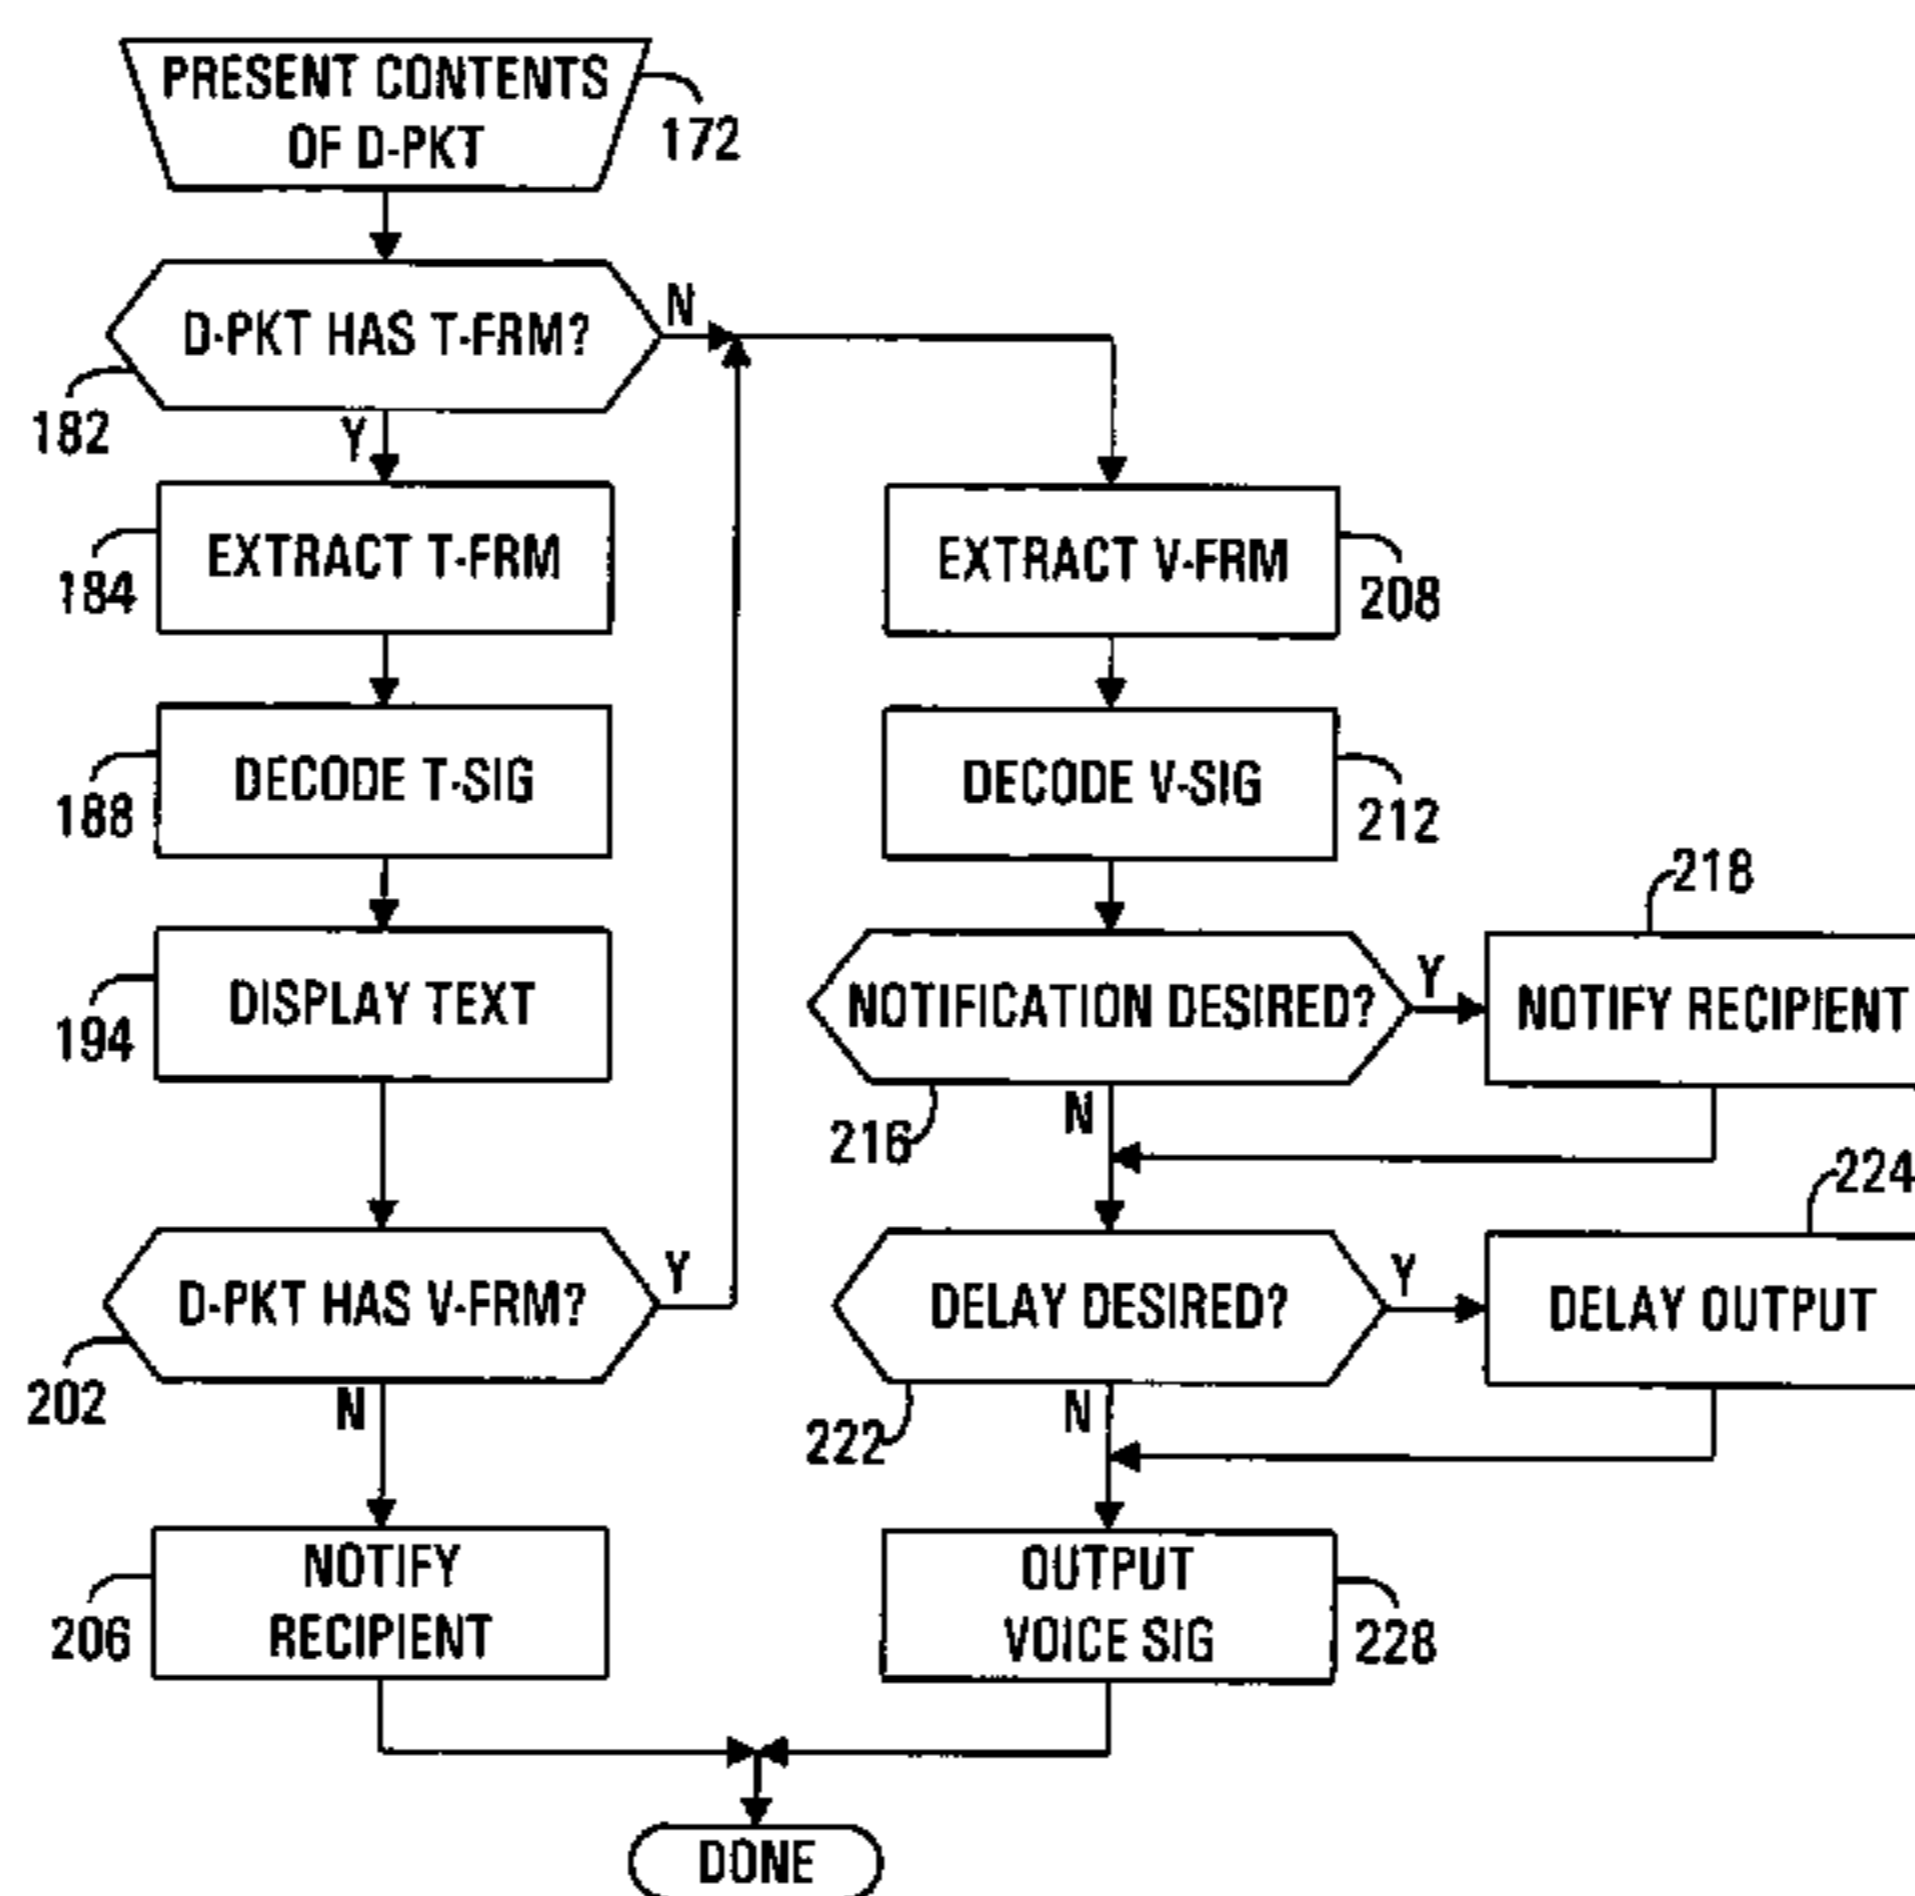 PRESENT CONTENTS
OF D-PKT
172
D-PKT HAS T-FRM?
N
182
Y
EXTRACT T-FRM
184
DECODE T-SIG
188
DISPLAY TEXT
194
D-PKT HAS V-FRM?
Y
202
N
NOTIFY
RECIPIENT
206
EXTRACT V-FRM
208
DECODE V-SIG
212
NOTIFICATION DESIRED?
Y
216
N
218
NOTIFY RECIPIENT
DELAY DESIRED?
Y
222
N
224
DELAY OUTPUT
OUTPUT
VOICE SIG
228
DONE